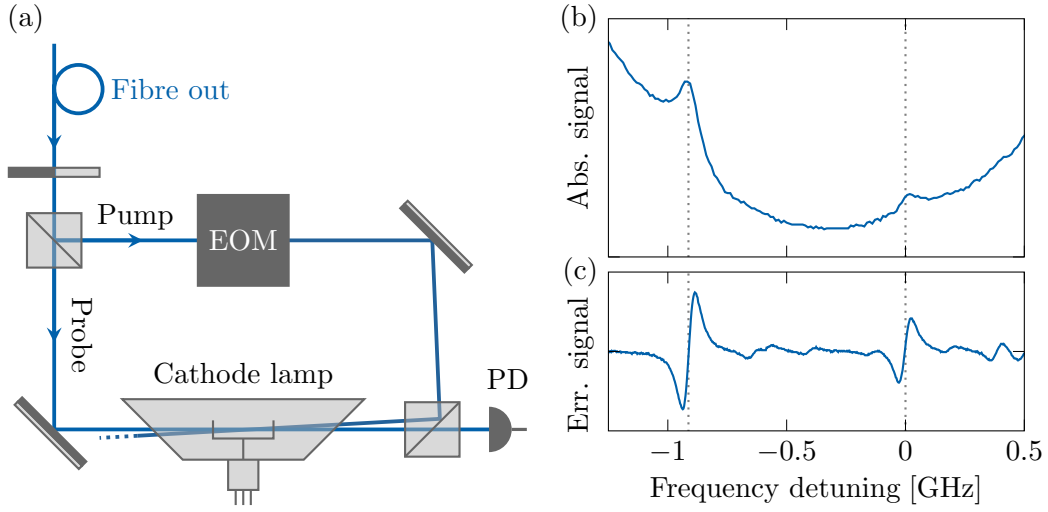 (a)
Fibre out
Pump
EOM
Probe
Cathode lamp
PD
(b)
Abs. signal
(c)
Err. signal
−1
−0.5
0
0.5
Frequency detuning [GHz]